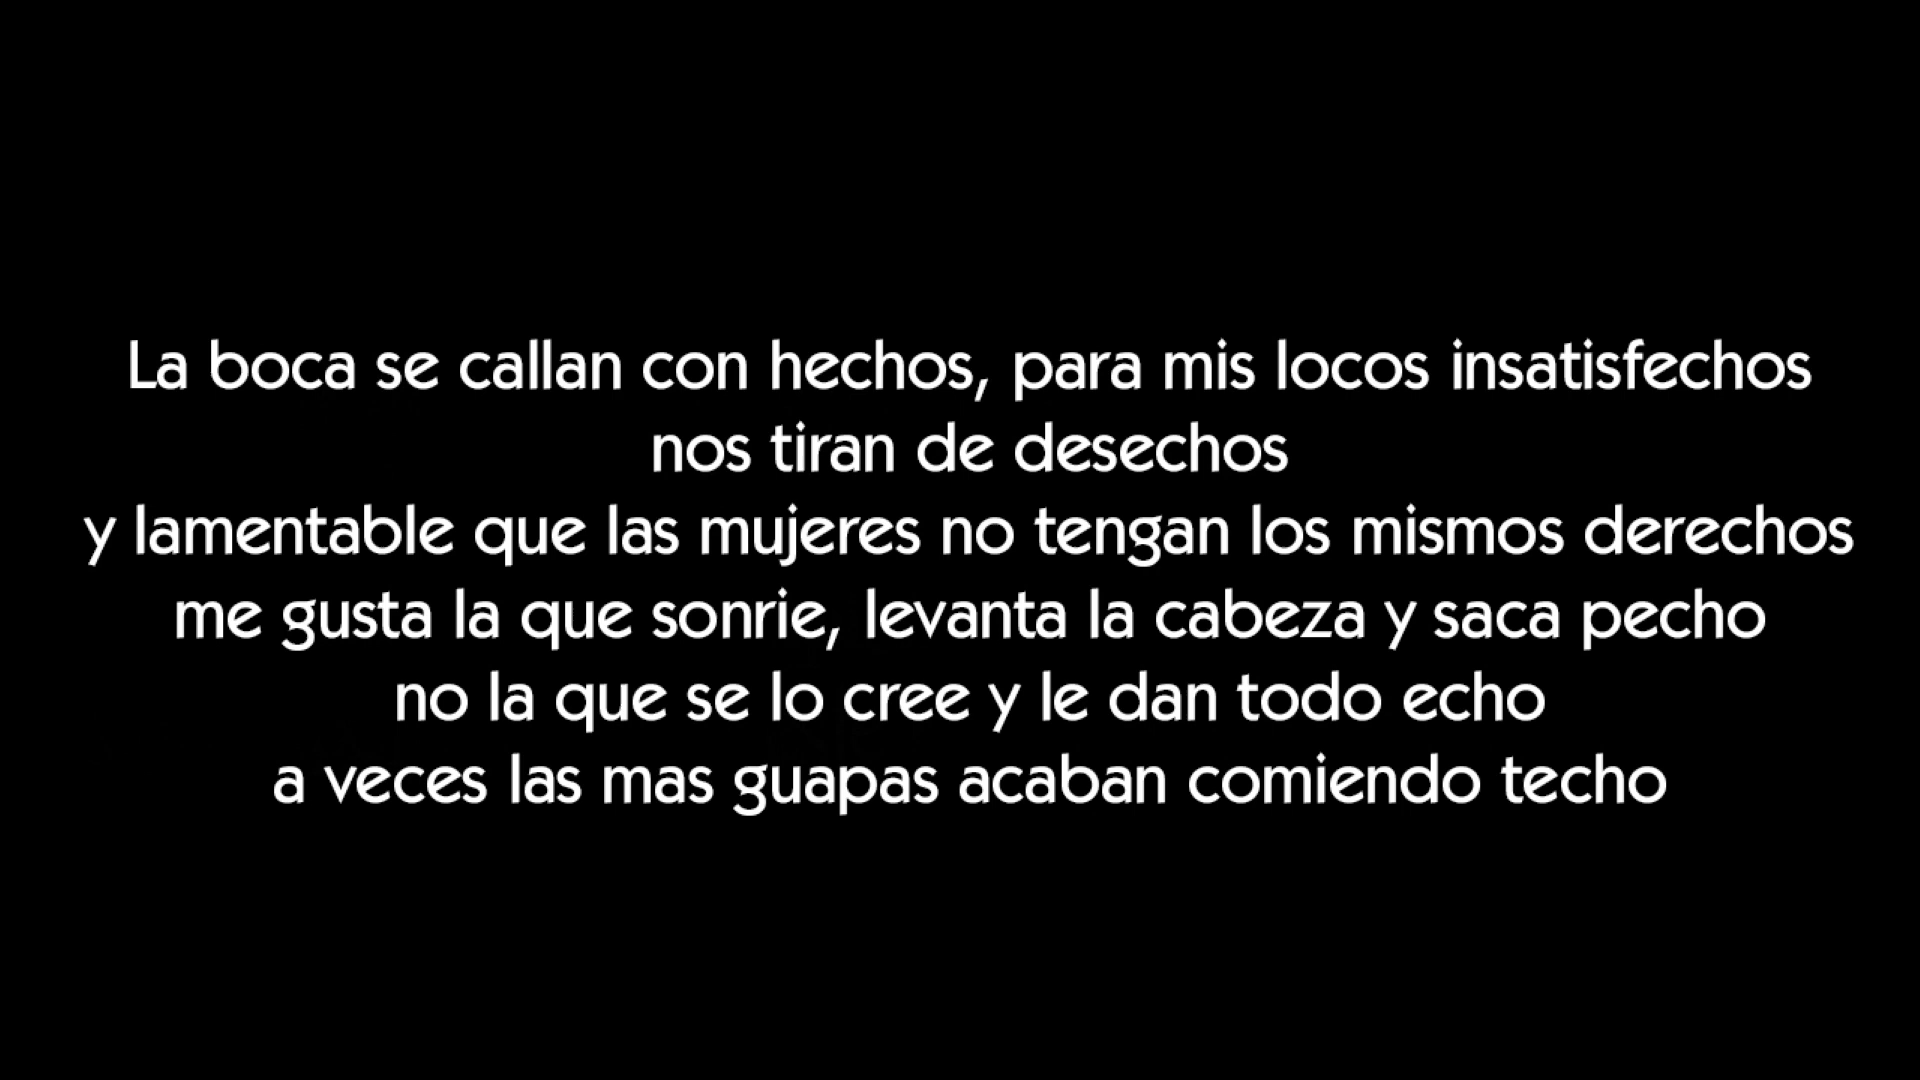 La boca se callan con hechos, para mis locos insatisfechos
nos tiran de desechos
y lamentable que las mujeres no tengan los mismos derechos
me gusta la que sonrie, levanta la cabeza y saca pecho
no la que se lo cree y le dan todo echo
a veces las mas guapas acaban comiendo techo